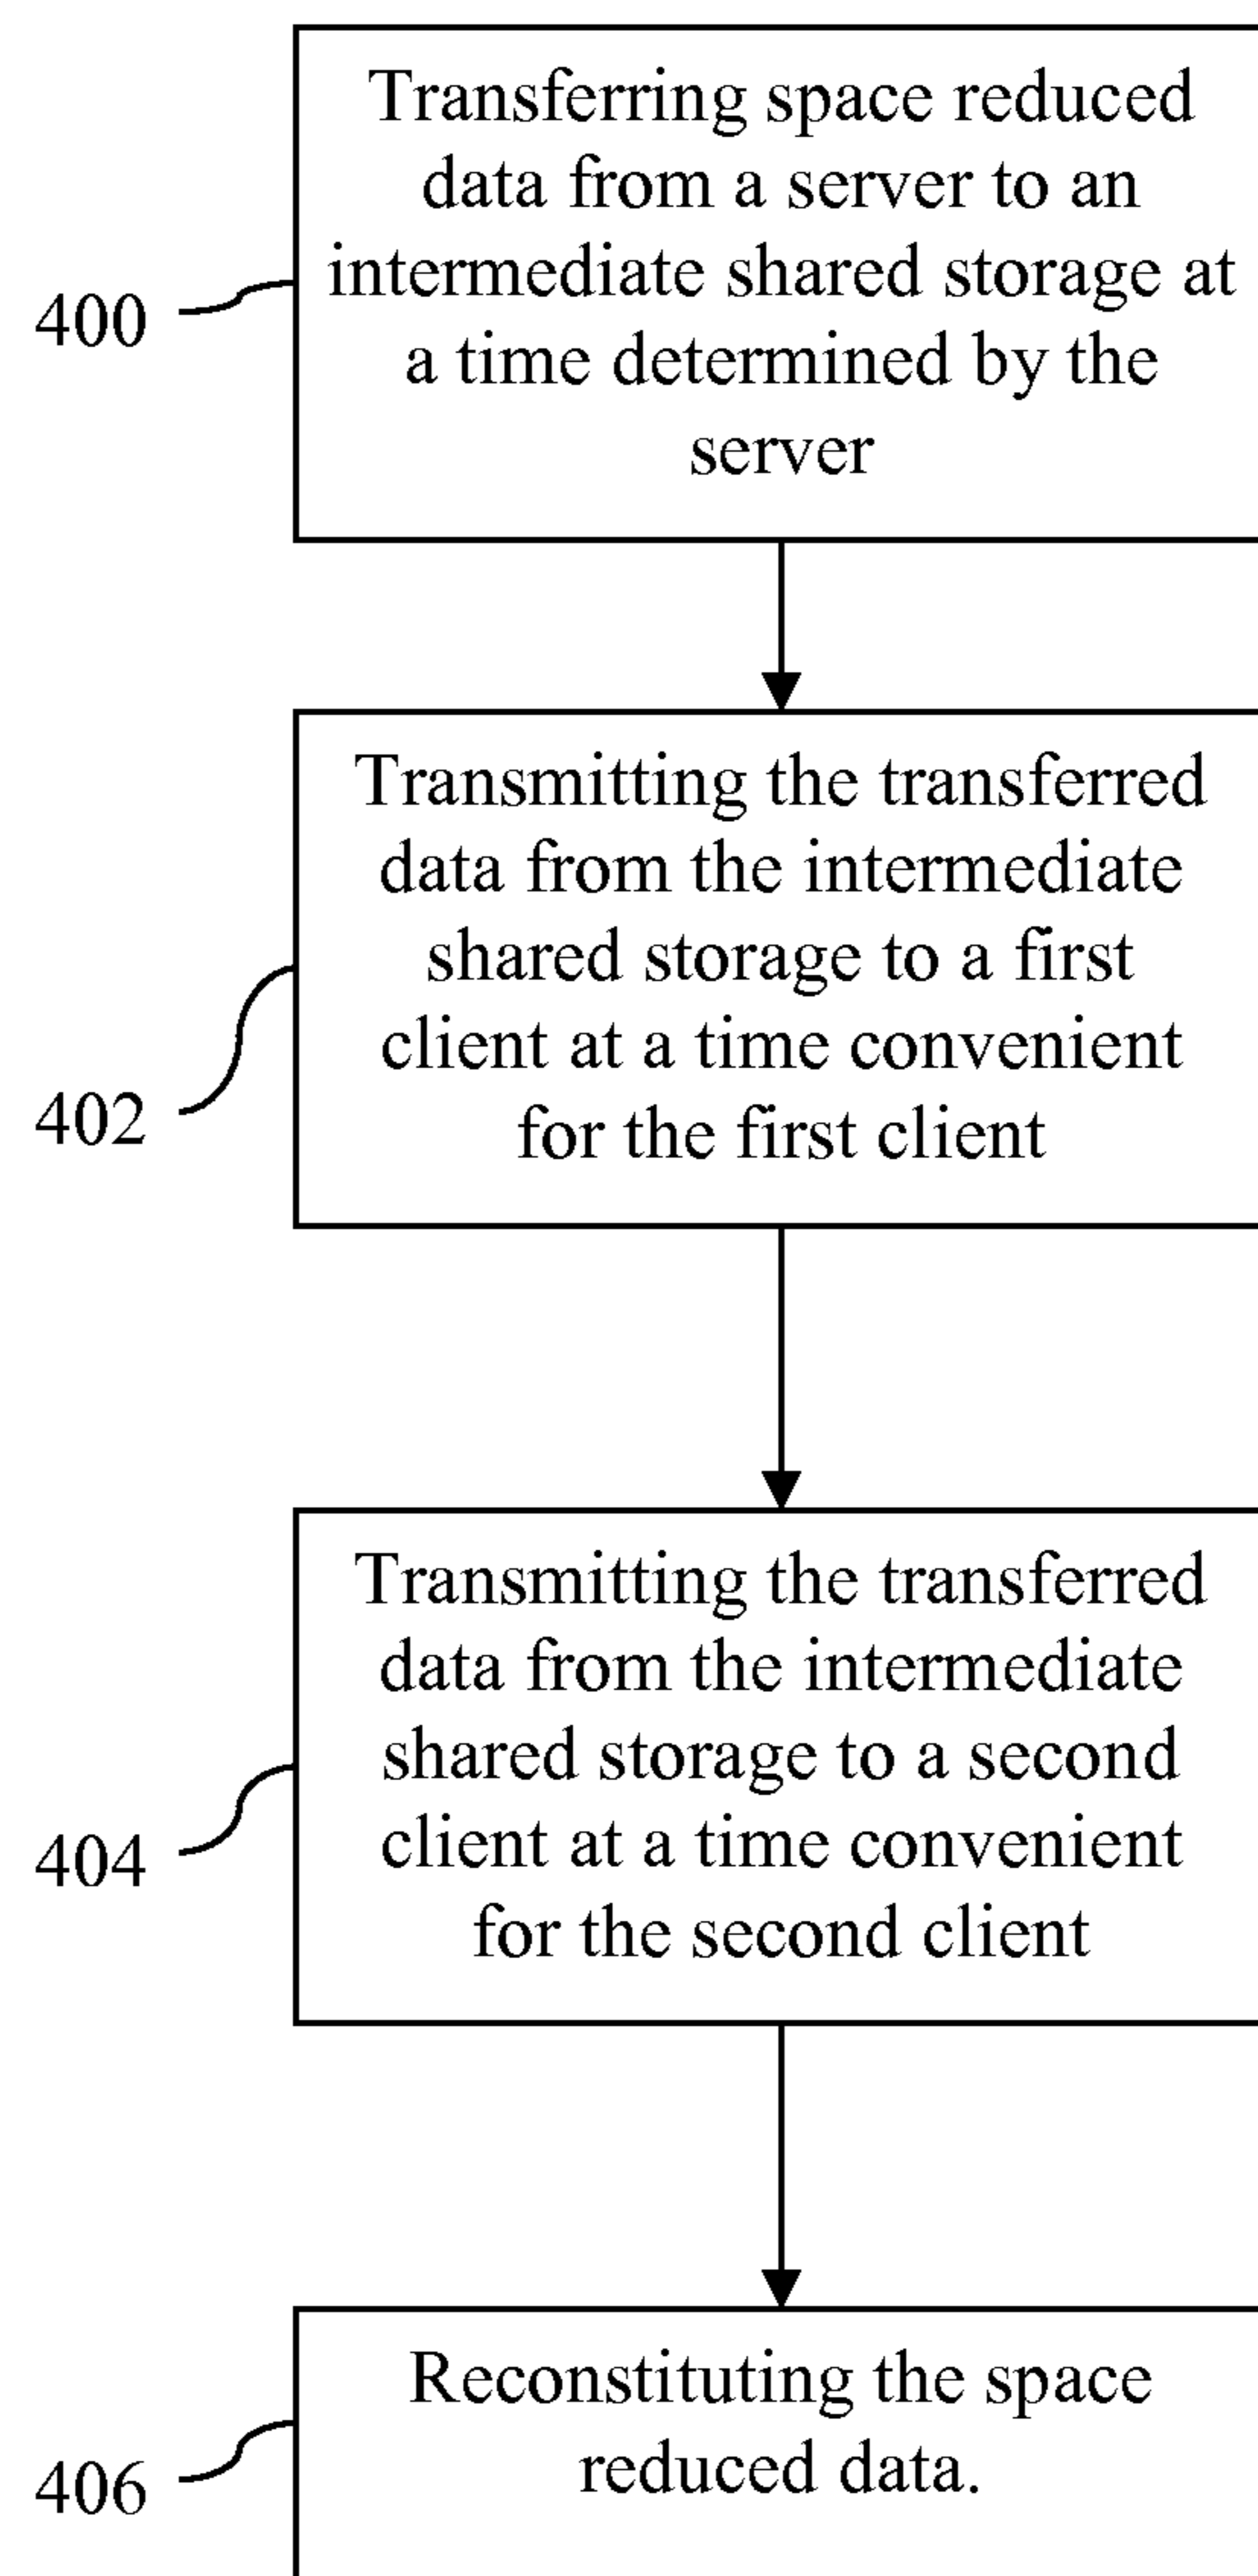 Transferring space reduced
data from a server to an
intermediate shared storage at
a time determined by the
server
400
Transmitting the transferred
data from the intermediate
shared storage to a first
client at a time convenient
for the first client
402
Transmitting the transferred
data from the intermediate
shared storage to a second
client at a time convenient
for the second client
404
Reconstituting the space
reduced data.
406